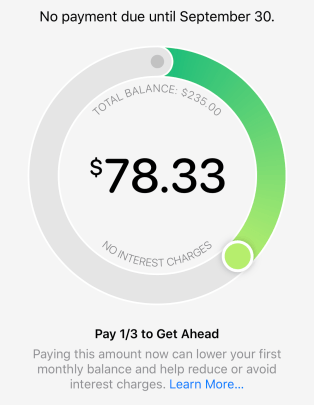 No payment due until September 30.
TOTAL BALANCE: $235.00
$78.33
NO INTEREST CHARGES
Pay 1/3 to Get Ahead
Paying this amount now can lower your first
monthly balance and help reduce or avoid
interest charges. Learn More...